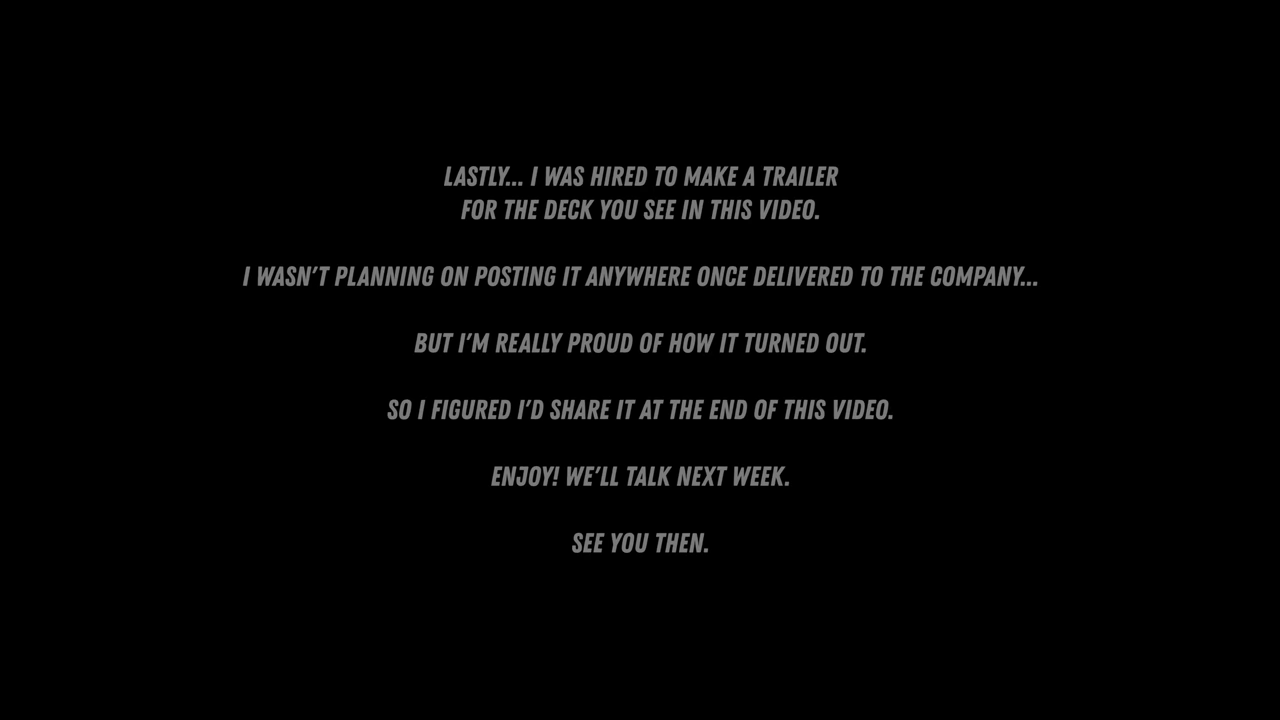 LASTLY... I WAS HIRED TO MAKE A TRAILER
FOR THE DECK YOU SEE IN THIS VIDEO.
I WASN'T PLANNING ON POSTING IT ANYWHERE ONCE DELIVERED TO THE COMPANY...
BUT I'M REALLY PROUD OF HOW IT TURNED OUT.
SO I FIGURED I'D SHARE IT AT THE END OF THIS VIDEO.
ENJOY! WE'LL TALK NEXT WEEK.
SEE YOU THEN.